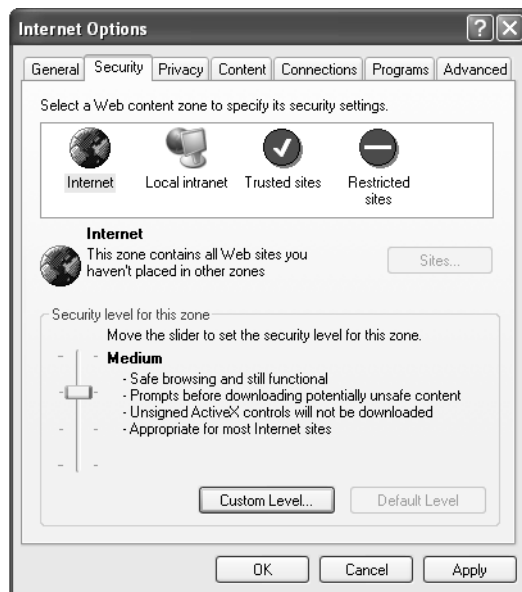 Internet Options
General Security Privacy Content Connections Programs Advanced
Select a Web content zone to specify its security settings.
Internet Local intranet Trusted sites Restricted
sites
Internet
This zone contains all Web sites you
haven't placed in other zones
Sites...
Security level for this zone
Move the slider to set the security level for this zone.
Medium
- Safe browsing and still functional
- Prompts before downloading potentially unsafe content
- Unsigned ActiveX controls will not be downloaded
- Appropriate for most Internet sites
Custom Level... Default Level
OK Cancel Apply